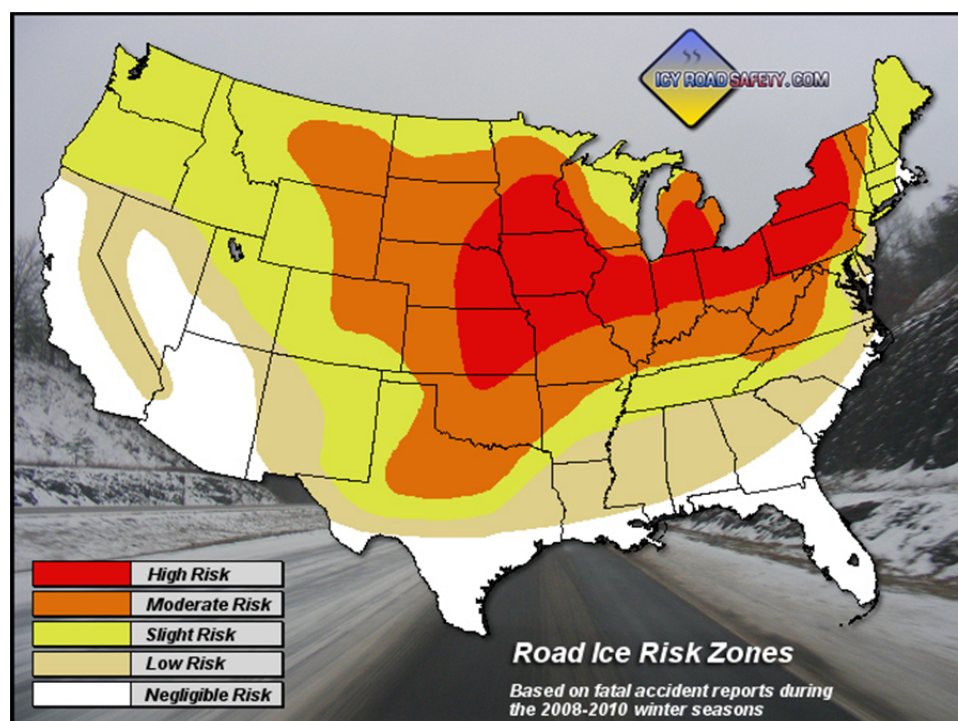 ICY ROAD SAFETY.COM
High Risk
Moderate Risk
Slight Risk
Low Risk
Negligible Risk
Road Ice Risk Zones
Based on fatal accident reports during
the 2008-2010 winter seasons